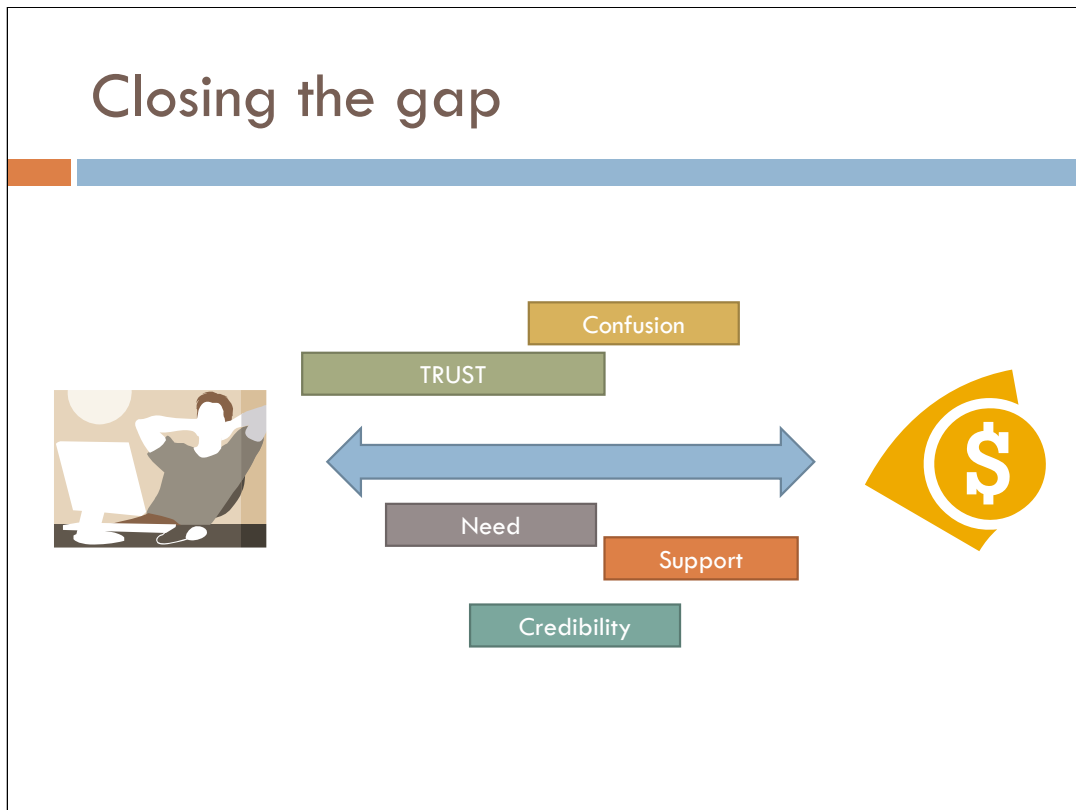 Closing the gap
Confusion
TRUST
$
Need
Support
Credibility